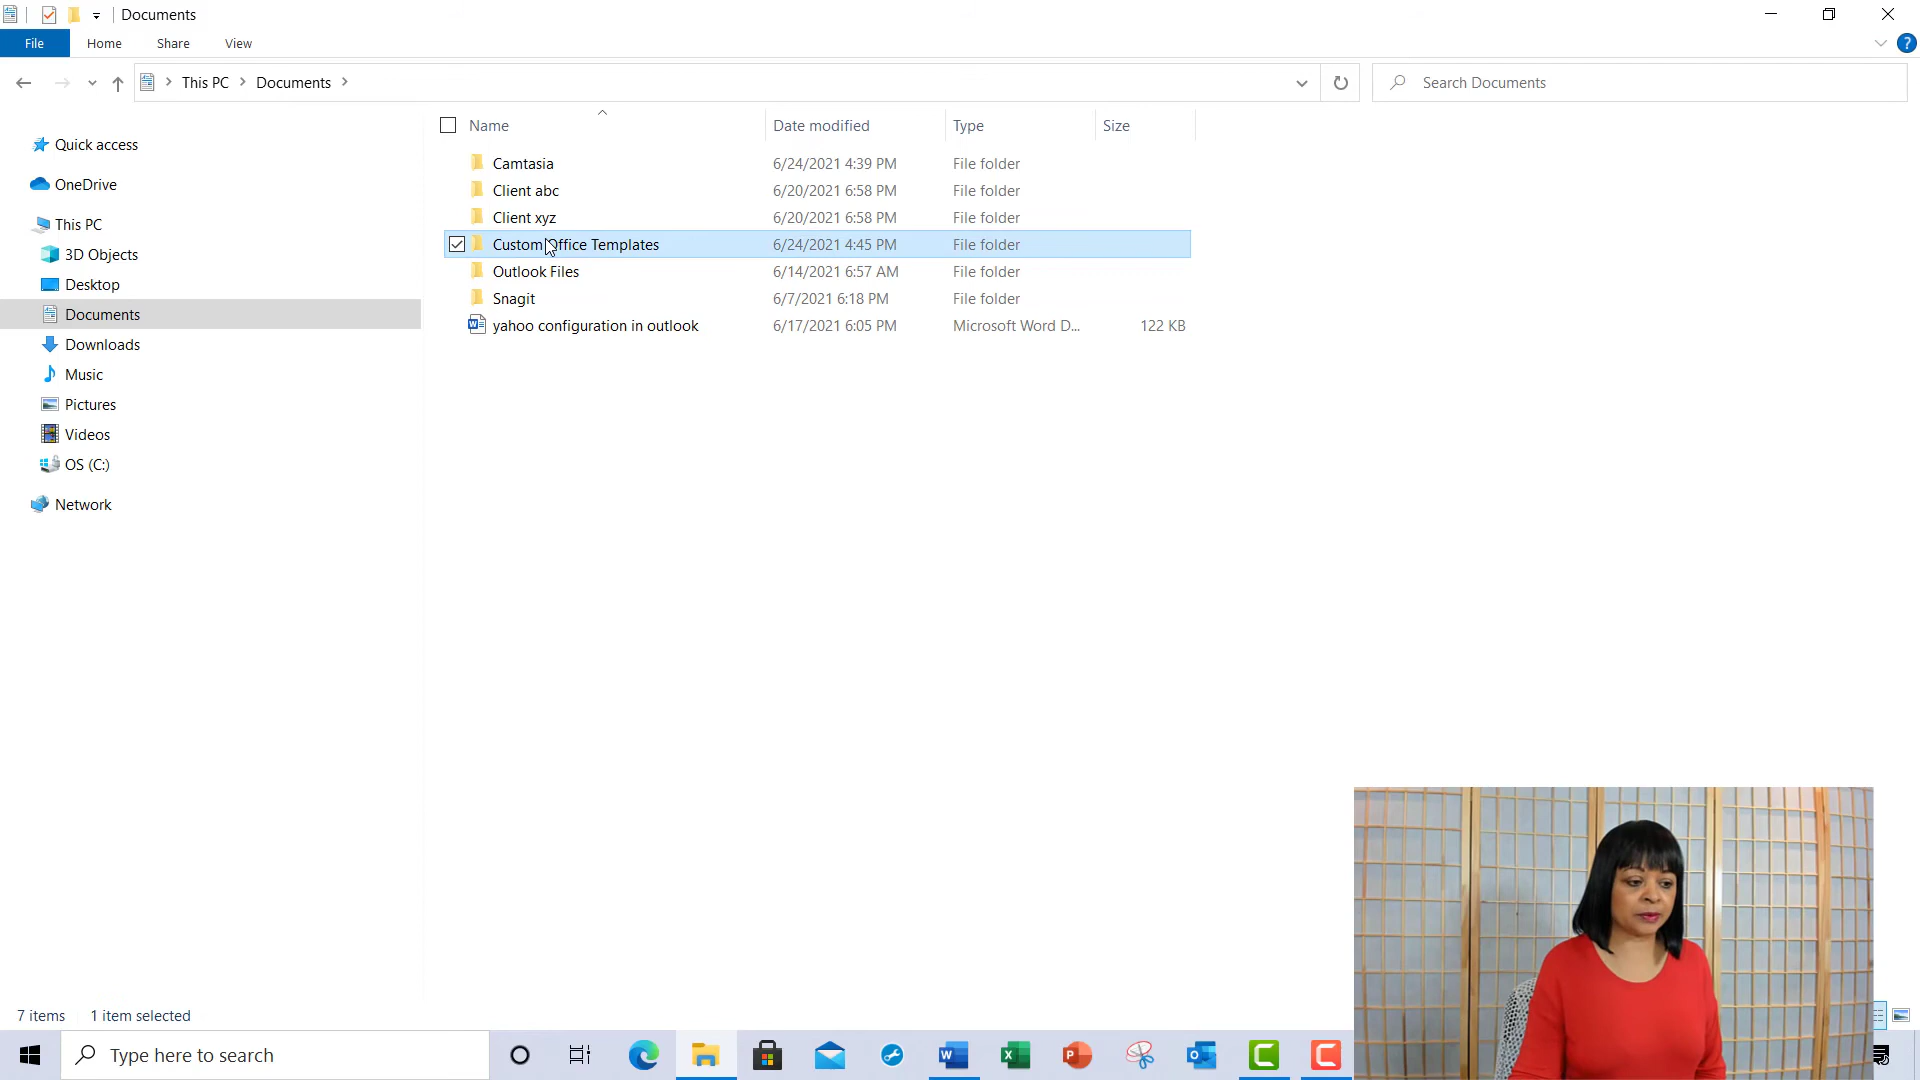 Documents
File Home Share View
This PC Documents
Search Documents
Name Date modified Type Size
Quick access
OneDrive
This PC
3D Objects
Desktop
Documents
Downloads
Music
Pictures
Videos
OS (C:)
Network
Camtasia 6/24/2021 4:39 PM File folder
Client abc 6/20/2021 6:58 PM File folder
Client xyz 6/20/2021 6:58 PM File folder
Custom Office Templates 6/24/2021 4:45 PM File folder
Outlook Files 6/14/2021 6:57 AM File folder
Snagit 6/7/2021 6:18 PM File folder
yahoo configuration in outlook 6/17/2021 6:05 PM Microsoft Word D... 122 KB
7 items 1 item selected
Type here to search